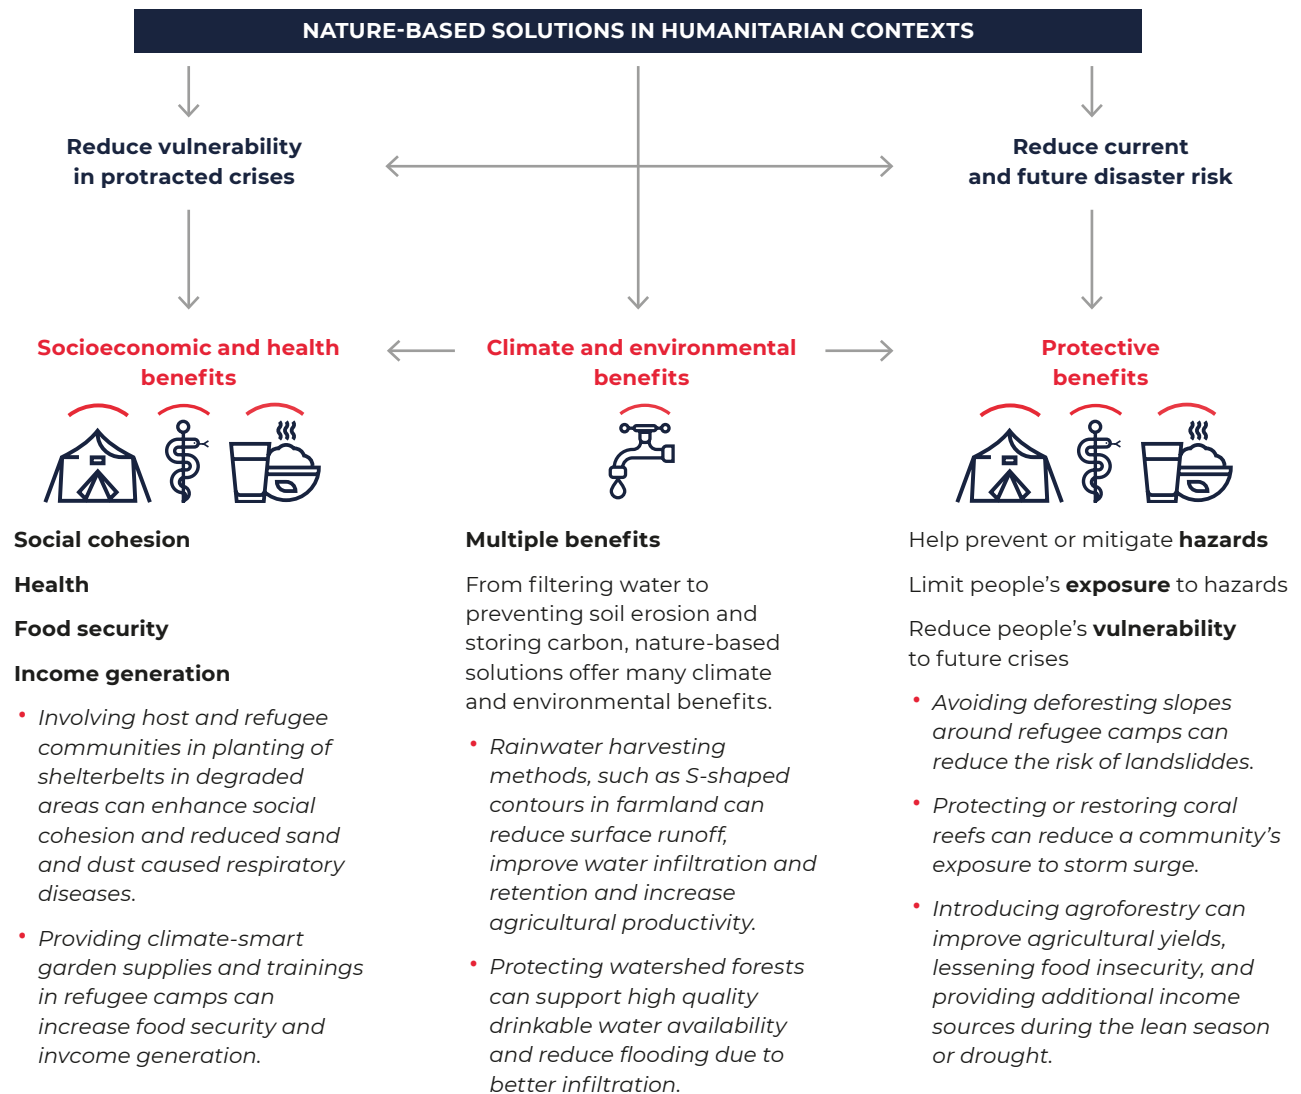 NATURE-BASED SOLUTIONS IN HUMANITARIAN CONTEXTS
Reduce vulnerability
in protracted crises
Reduce current
and future disaster risk
Socioeconomic and health
benefits
Climate and environmental
benefits
Protective
benefits
Social cohesion
Health
Food security
Income generation
• Involving host and refugee
communities in planting of
shelterbelts in degraded
areas can enhance social
cohesion and reduced sand
and dust caused respiratory
diseases.
• Providing climate-smart
garden supplies and trainings
in refugee camps can
increase food security and
invcome generation.
Multiple benefits
From filtering water to
preventing soil erosion and
storing carbon, nature-based
solutions offer many climate
and environmental benefits.
• Rainwater harvesting
methods, such as S-shaped
contours in farmland can
reduce surface runoff,
improve water infiltration and
retention and increase
agricultural productivity.
• Protecting watershed forests
can support high quality
drinkable water availability
and reduce flooding due to
better infiltration.
Help prevent or mitigate hazards
Limit people's exposure to hazards
Reduce people's vulnerability
to future crises
• Avoiding deforesting slopes
around refugee camps can
reduce the risk of landsliddes.
• Protecting or restoring coral
reefs can reduce a community's
exposure to storm surge.
• Introducing agroforestry can
improve agricultural yields,
lessening food insecurity, and
providing additional income
sources during the lean season
or drought.